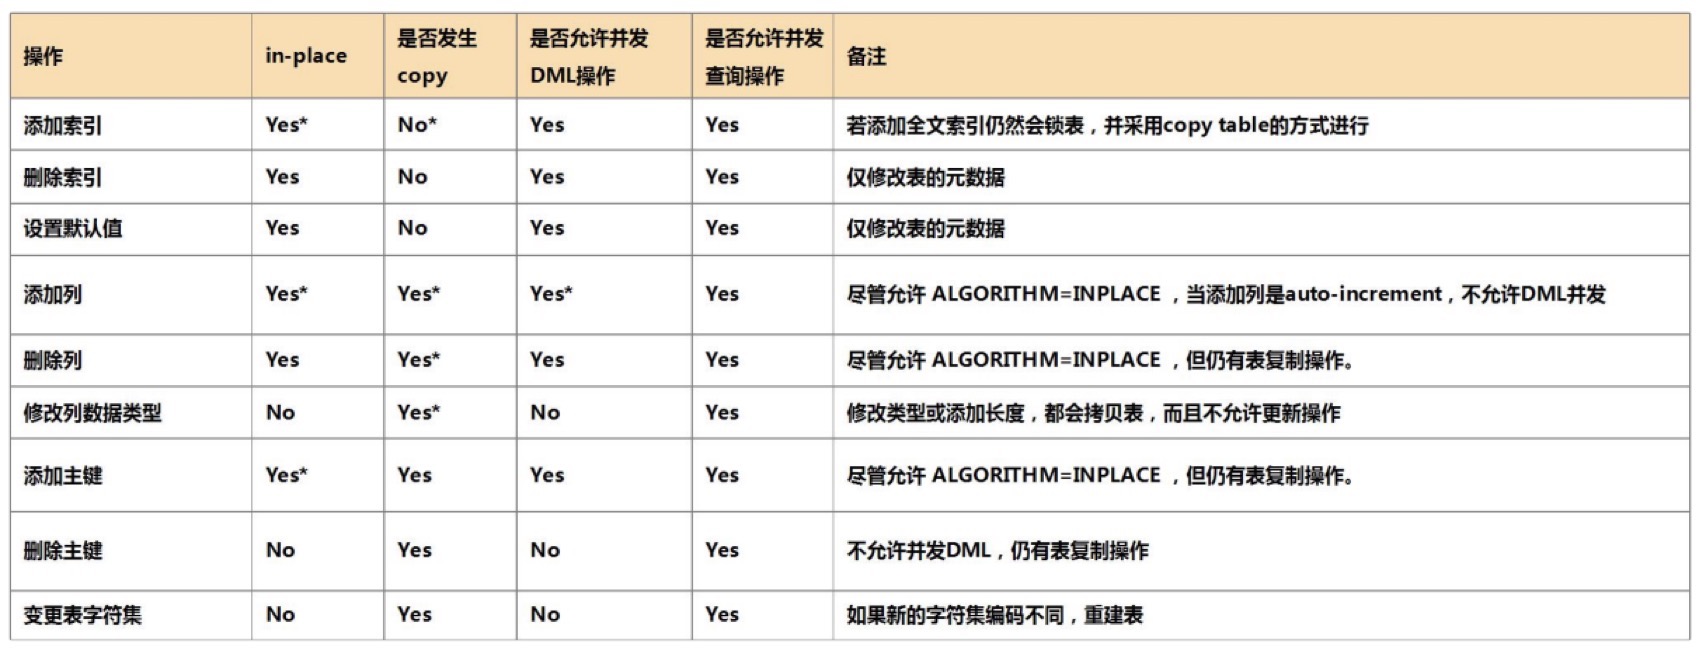 操作 in-place 是否发生copy 是否允许并发DML操作 是否允许并发查询操作 备注
添加索引 Yes* No* Yes Yes 若添加全文索引仍然会锁表，并采用copy table的方式进行
删除索引 Yes No Yes Yes 仅修改表的元数据
设置默认值 Yes No Yes Yes 仅修改表的元数据
添加列 Yes* Yes* Yes* Yes 尽管允许 ALGORITHM=INPLACE ，当添加列是auto-increment，不允许DML并发
删除列 Yes Yes* Yes Yes 尽管允许 ALGORITHM=INPLACE ，但仍有表复制操作。
修改列数据类型 No Yes* No Yes 修改类型或添加长度，都会拷贝表，而且不允许更新操作
添加主键 Yes* Yes Yes Yes 尽管允许 ALGORITHM=INPLACE ，但仍有表复制操作。
删除主键 No Yes No Yes 不允许并发DML，仍有表复制操作
变更表字符集 No Yes No Yes 如果新的字符集编码不同，重建表